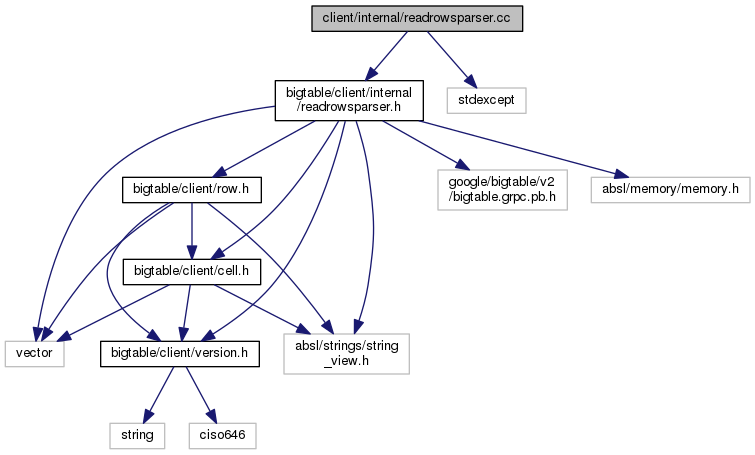 client/internal/readrowsparser.cc
bigtable/client/internal
/readrowsparser.h
stdexcept
bigtable/client/row.h
google/bigtable/v2
/bigtable.grpc.pb.h
absl/memory/memory.h
bigtable/client/cell.h
vector
bigtable/client/version.h
absl/strings/string
_view.h
string
ciso646